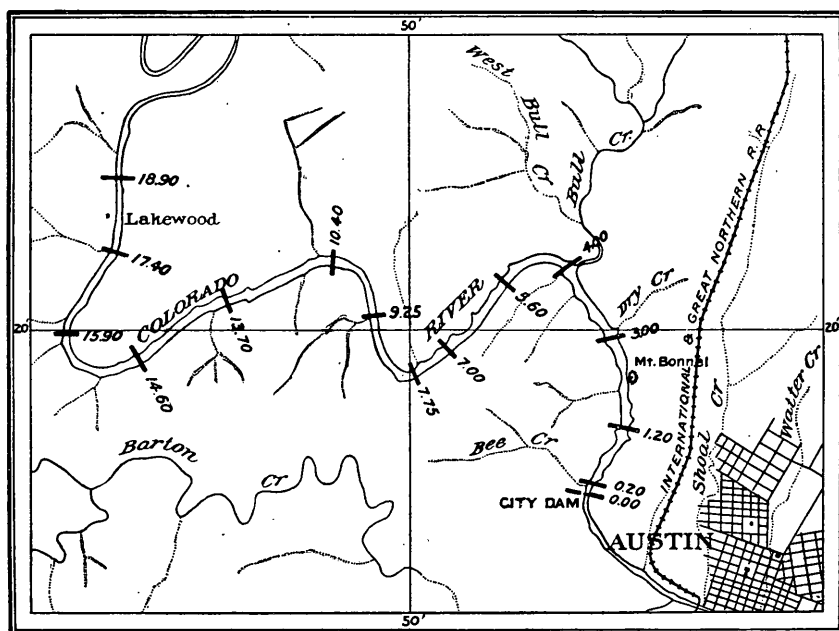 50'
West
Bull
Cr
Bull
Cr.
INTERNATIONAL & GREAT NORTHERN R.R
18.90
Lakewood
17.40
10.40
4.00
COLORADO
RIVER
5.60
Dry Cr
9.25
13.70
20'
15.90
3.00
20'
14.60
7.00
7.75
Mt. Bonnel
Shoal Cr
Waller Cr
Barton
Cr
Bee Cr
1.20
0.20
CITY DAM
0.00
AUSTIN
50'